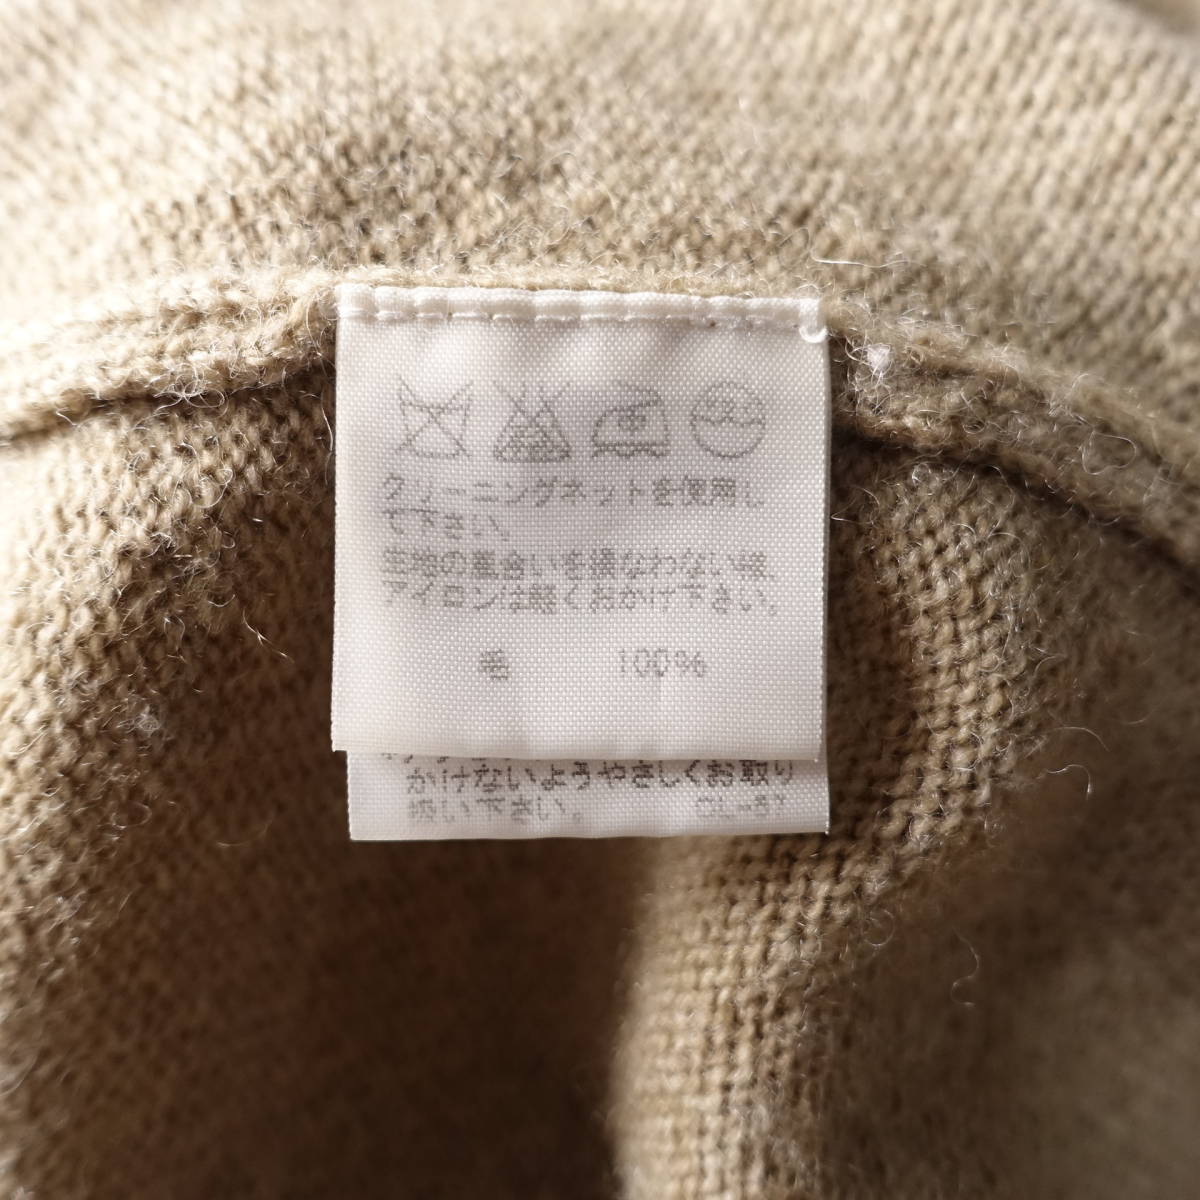 クリーニングネットを使用し
て下さい。
生地の風合いを損なわない様、
アイロンは軽くおかけ下さい。
毛 100%
かけないようやさしくお取り
扱い下さい。